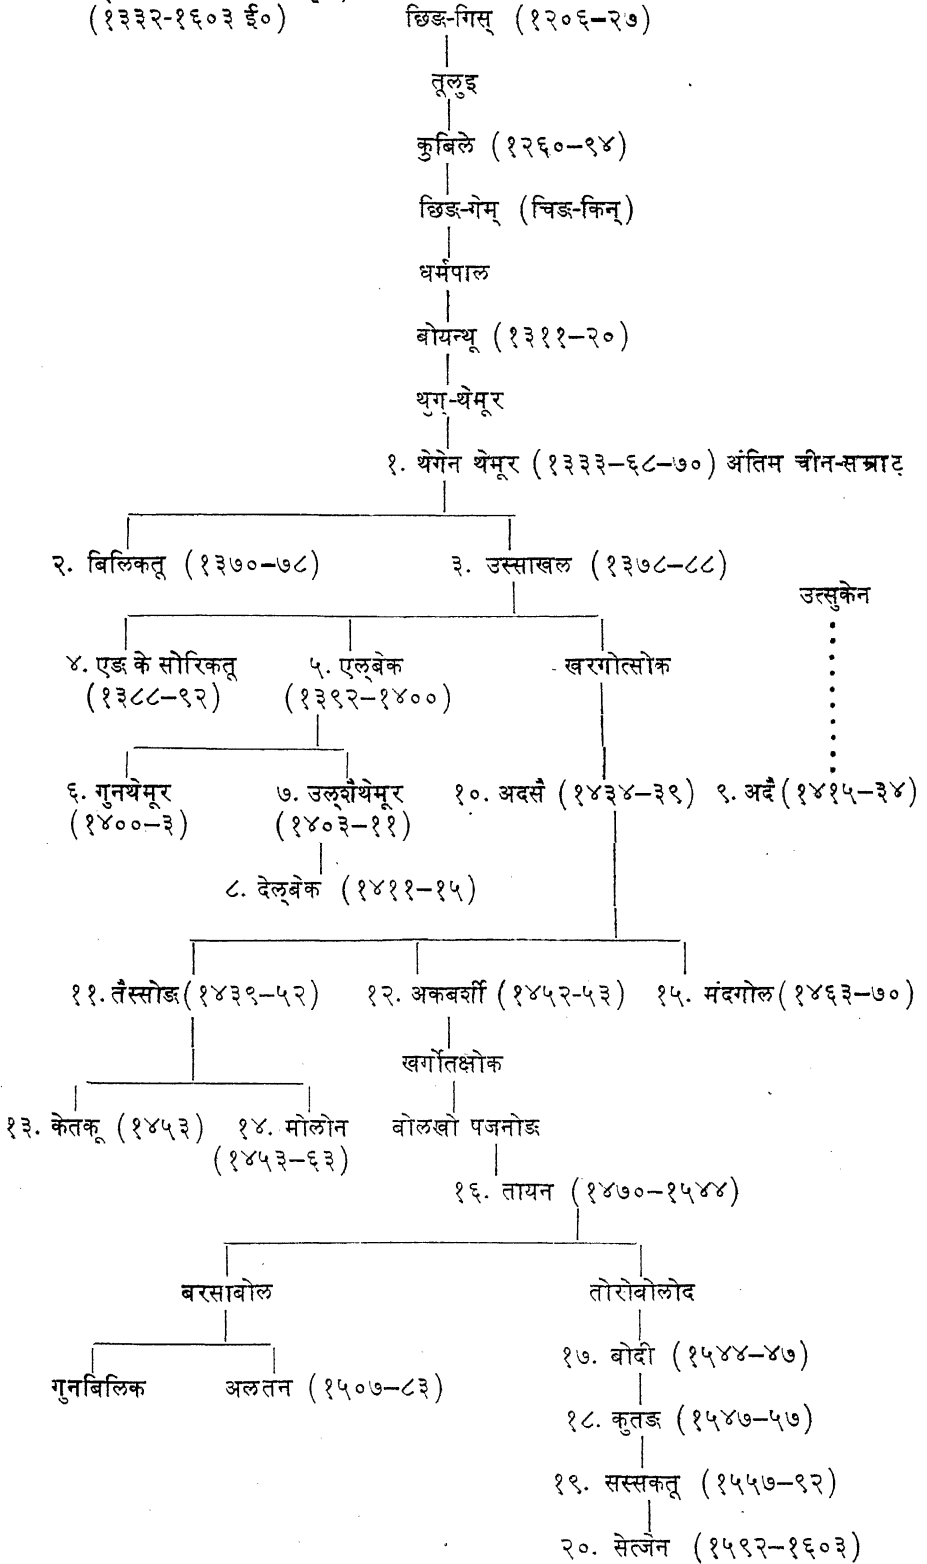 (१३३२-१६०३ ई०) छिङ-गिस् (१२०६–२७)
तूलुइ
कुबिले (१२६०–९४)
छिङ-गेम् (चिङ-किन्)
धर्मपाल
बोयन्थू (१३११–२०)
थुग्-थेमूर
१. थेगेन थेमूर (१३३३–६८–७०) अंतिम चीन-सम्राट्
२. बिलिकतू (१३७०–७८) ३. उस्साखल (१३७८–८८)
उत्सुकेन
४. एङ के सोरिकतू ५. एल्बेक खरगोत्सोक
(१३८८–९२) (१३९२–१४००)
६. गुनथेमूर ७. उल्शैथेमूर १०. अदसै (१४३४–३९) ९. अदै (१४१५–३४)
(१४००–३) (१४०३–११)
८. देल्बेक (१४११–१५)
११. तैस्सोङ (१४३९–५२) १२. अकबर्शी (१४५२-५३) १५. मंदगोल (१४६३–७०)
खर्गोतक्षोक
१३. केतकू (१४५३) १४. मोलोन बोलखो पजनोङ
(१४५३–६३)
१६. तायन (१४७०–१५४४)
बरसाबोल तोरोबोलोद
१७. बोदी (१५४४–४७)
गुनबिलिक अलतन (१५०७–८३)
१८. कुतङ (१५४७–५७)
१९. सस्सकतू (१५५७–९२)
२०. सेत्जेन (१५९२–१६०३)